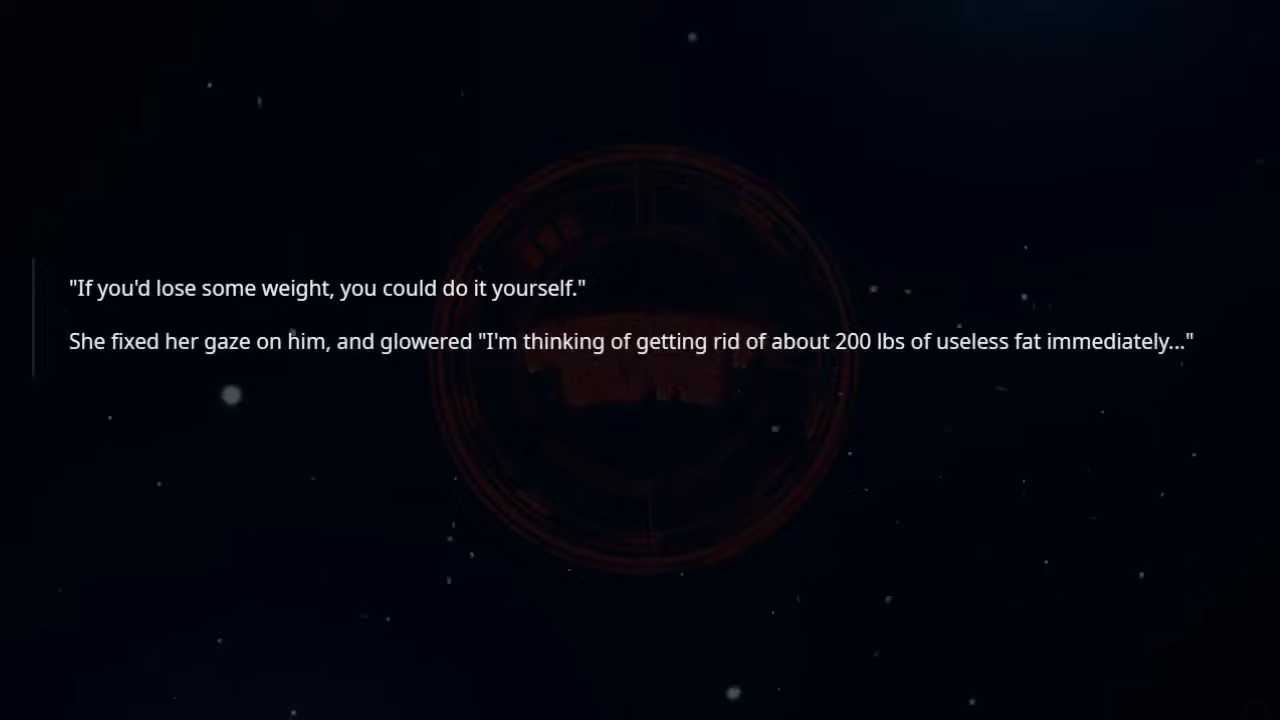 "If you'd lose some weight, you could do it yourself."
She fixed her gaze on him, and glowered "I'm thinking of getting rid of about 200 lbs of useless fat immediately..."